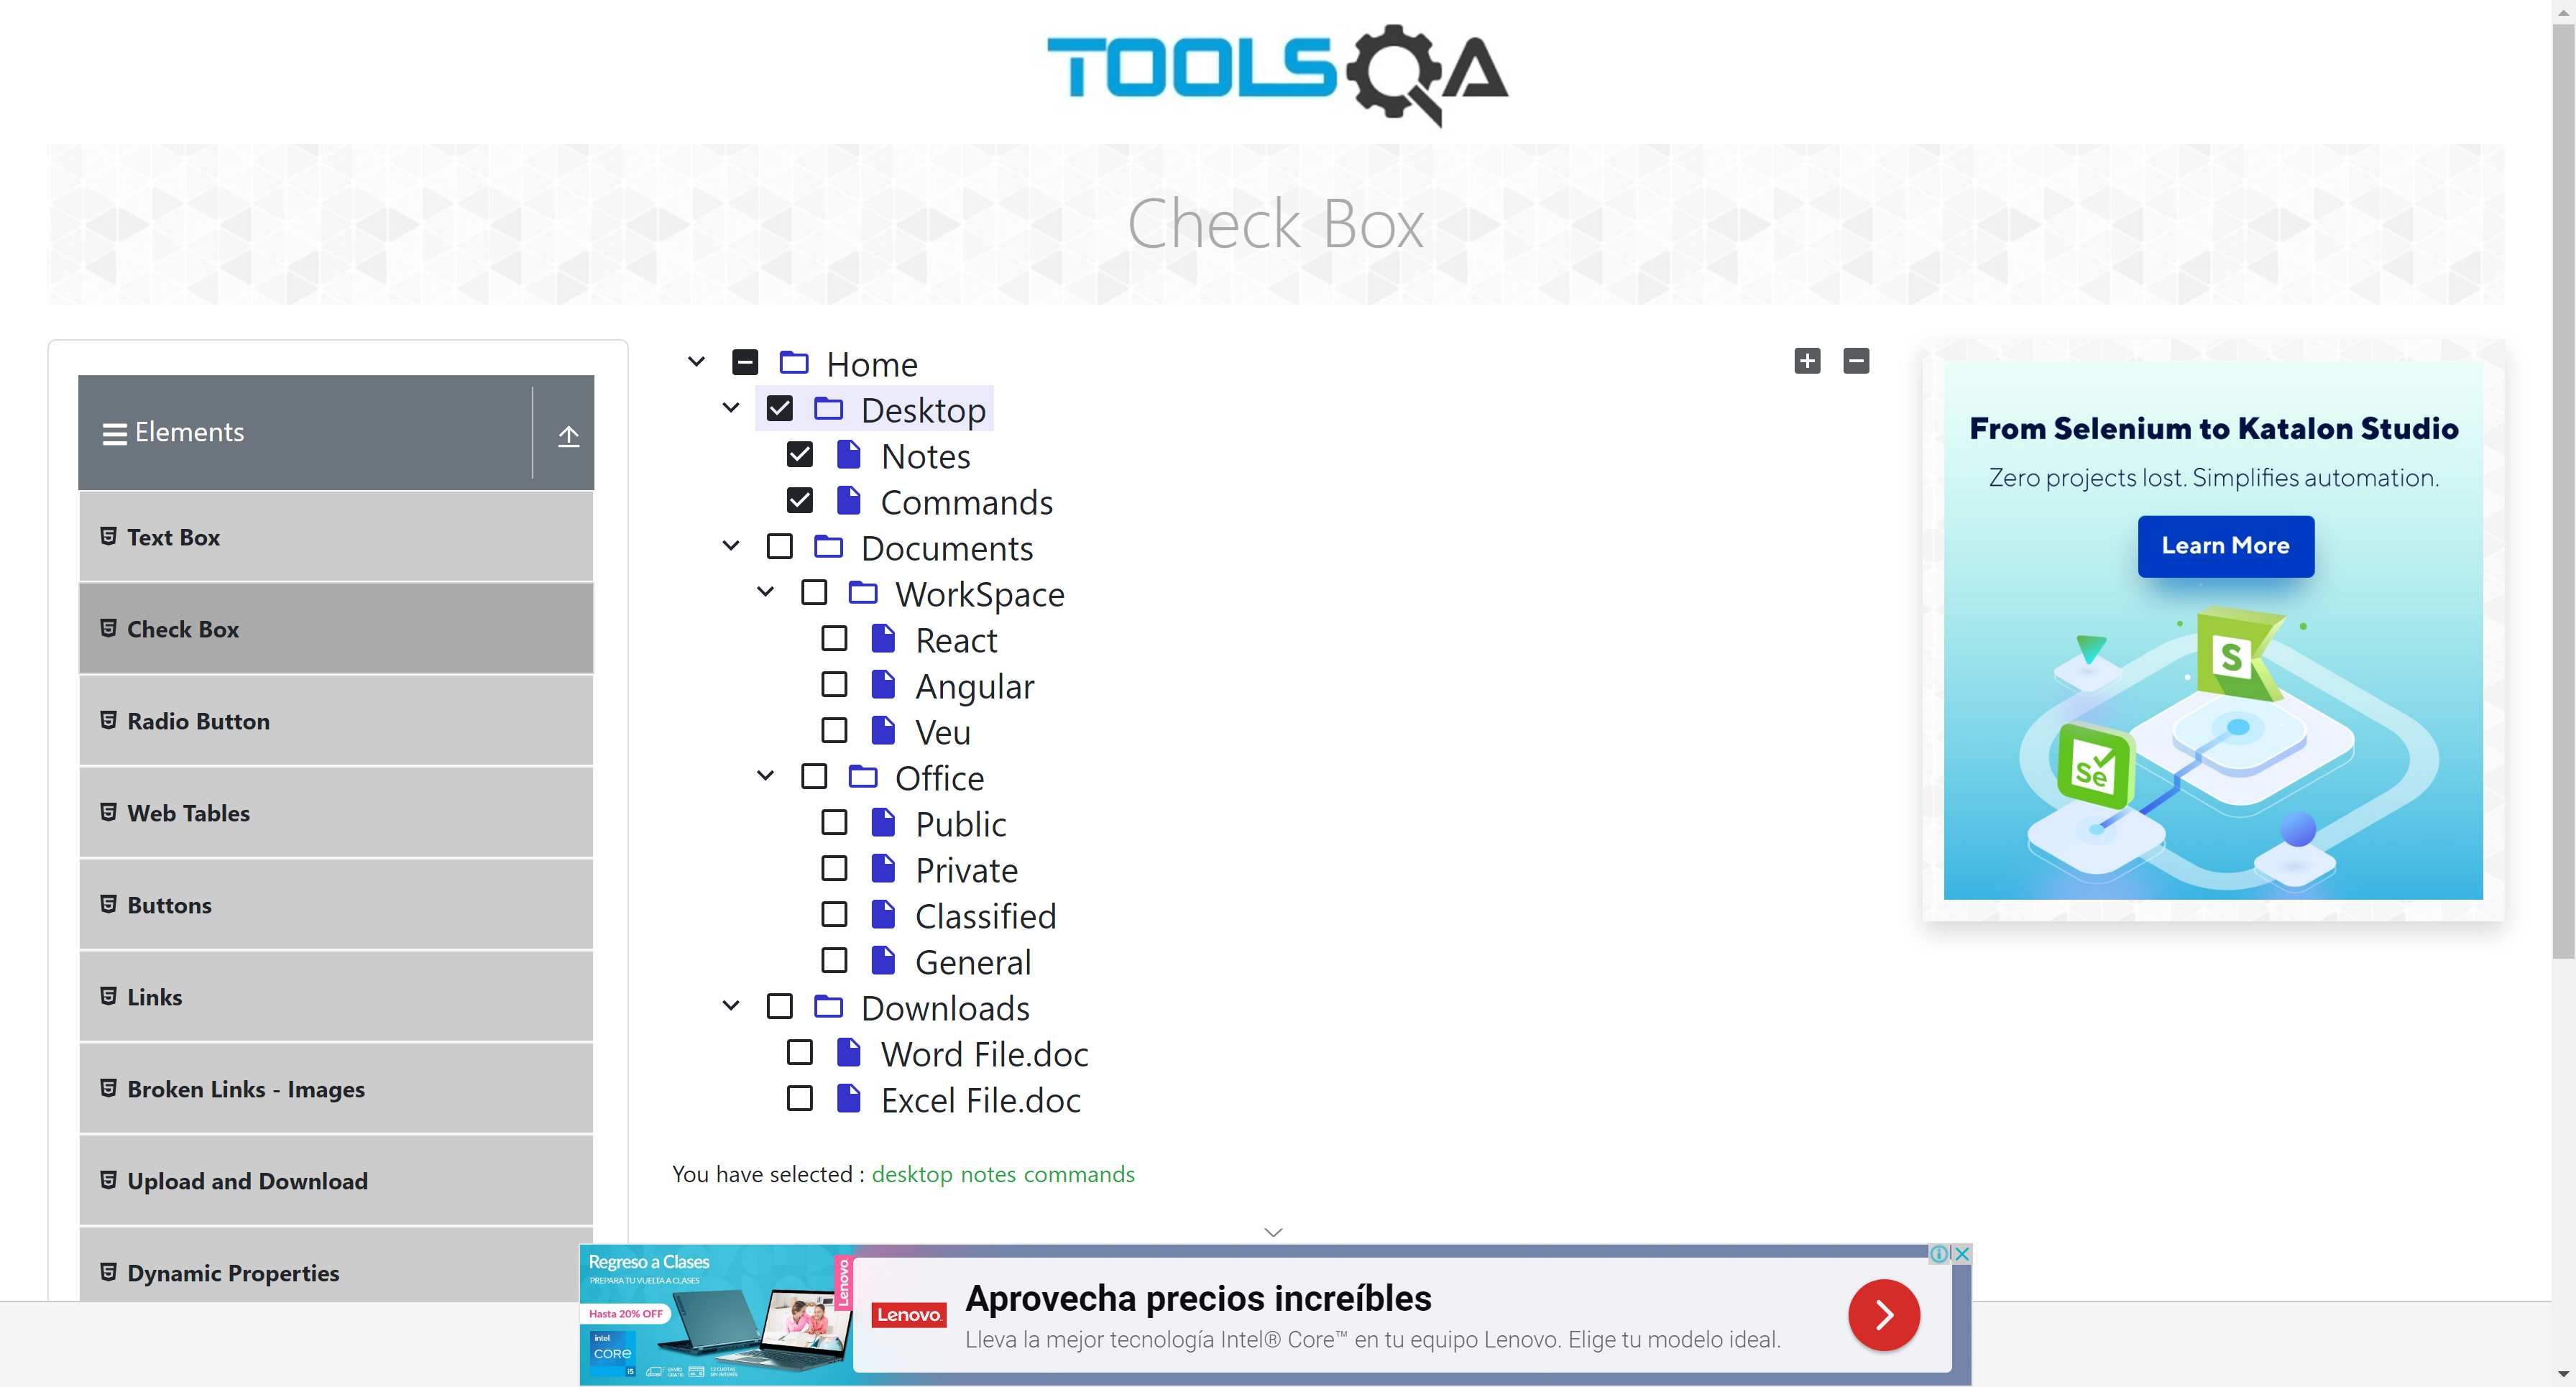 TOOLSQA
Check Box
Elements
Text Box
Check Box
Radio Button
Web Tables
Buttons
Links
Broken Links - Images
Upload and Download
Dynamic Properties
Home
Desktop
Notes
Commands
Documents
WorkSpace
React
Angular
Veu
Office
Public
Private
Classified
General
Downloads
Word File.doc
Excel File.doc
You have selected : desktop notes commands
From Selenium to Katalon Studio
Zero projects lost. Simplifies automation.
Learn More
S
Se
Regreso a Clases
PREPARA TU VUELTA A CLASES
Hasta 20% OFF
intel
CORE
i5
Lenovo
Lenovo
Aprovecha precios increíbles
Lleva la mejor tecnología Intel® Core™ en tu equipo Lenovo. Elige tu modelo ideal.